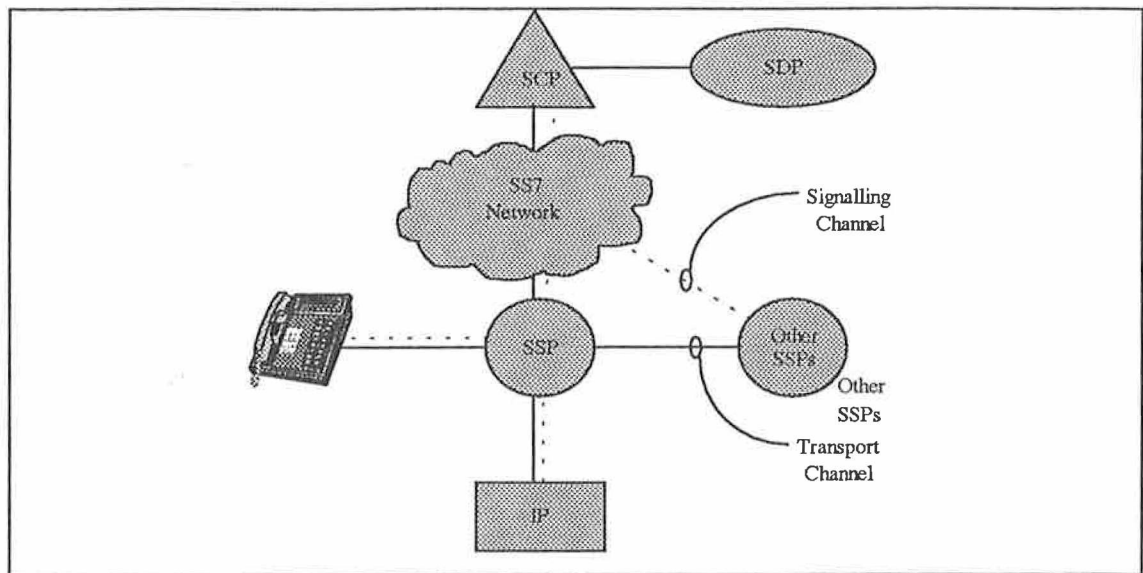 SCP
SDP
SS7
Network
Signalling
Channel
SSP
Other
SSPs
Other
SSPs
Transport
Channel
IP